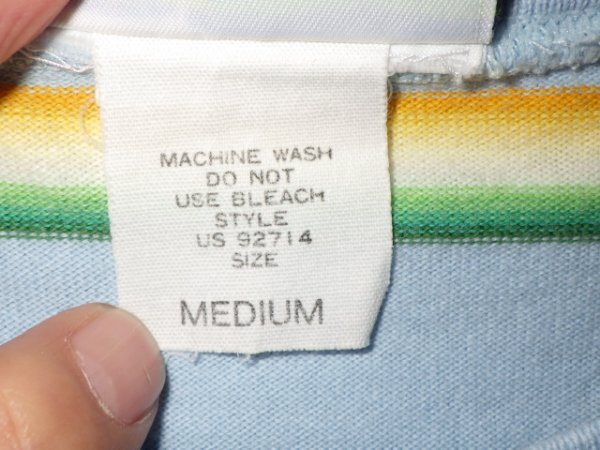 MACHINE WASH
DO NOT
USE BLEACH
STYLE
US 92714
SIZE
MEDIUM